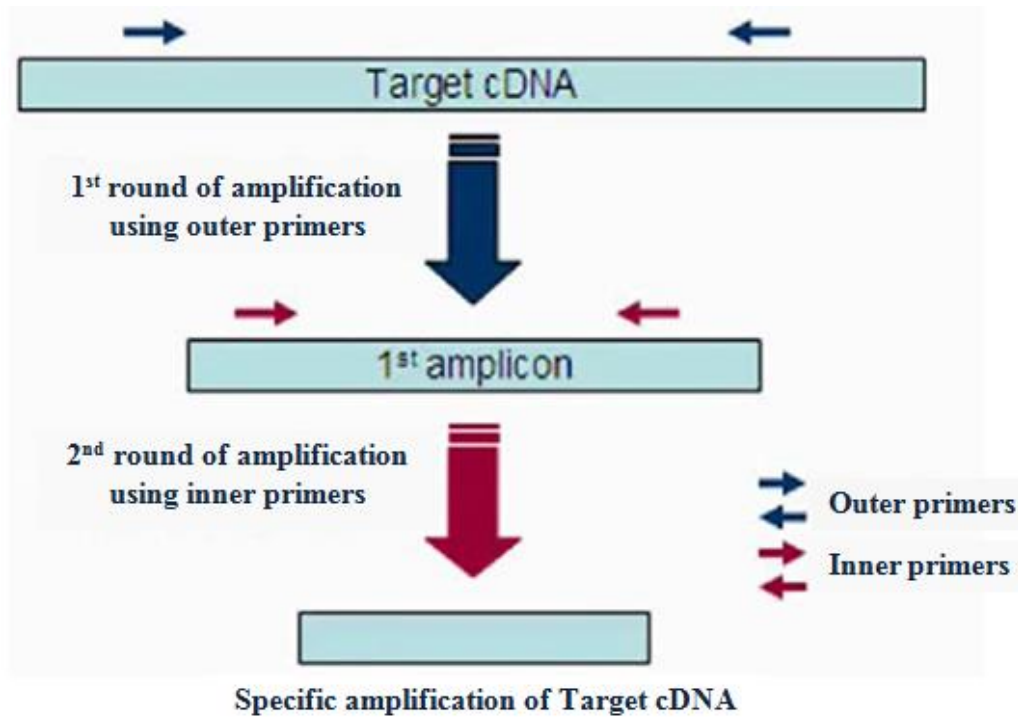 Target cDNA
1st round of amplification
using outer primers
1st amplicon
2nd round of amplification
using inner primers
Outer primers
Inner primers
Specific amplification of Target cDNA